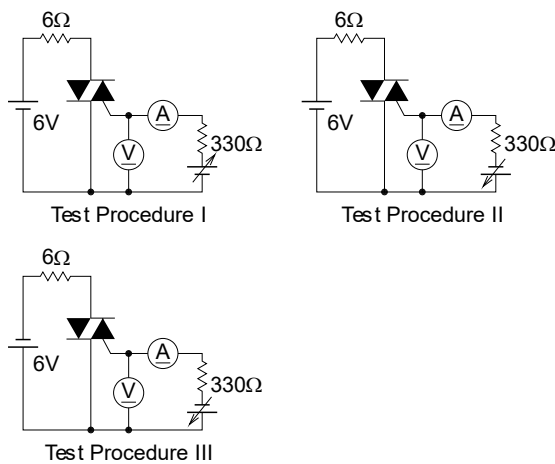 6Ω
6V
A
V
330Ω
Test Procedure I
6Ω
6V
A
V
330Ω
Test Procedure II
6Ω
6V
A
V
330Ω
Test Procedure III